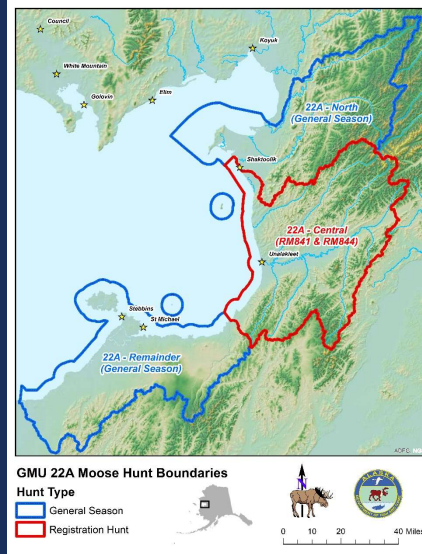 Council
Koyuk
White Mountain
Elim
Golovin
22A - North
(General Season)
Shaktoolik
22A - Central
(RM841 & RM844)
Unalakleet
Stebbins
St Michael
22A - Remainder
(General Season)
GMU 22A Moose Hunt Boundaries
Hunt Type
General Season
Registration Hunt
N
ALASKA
0 10 20 40 Miles